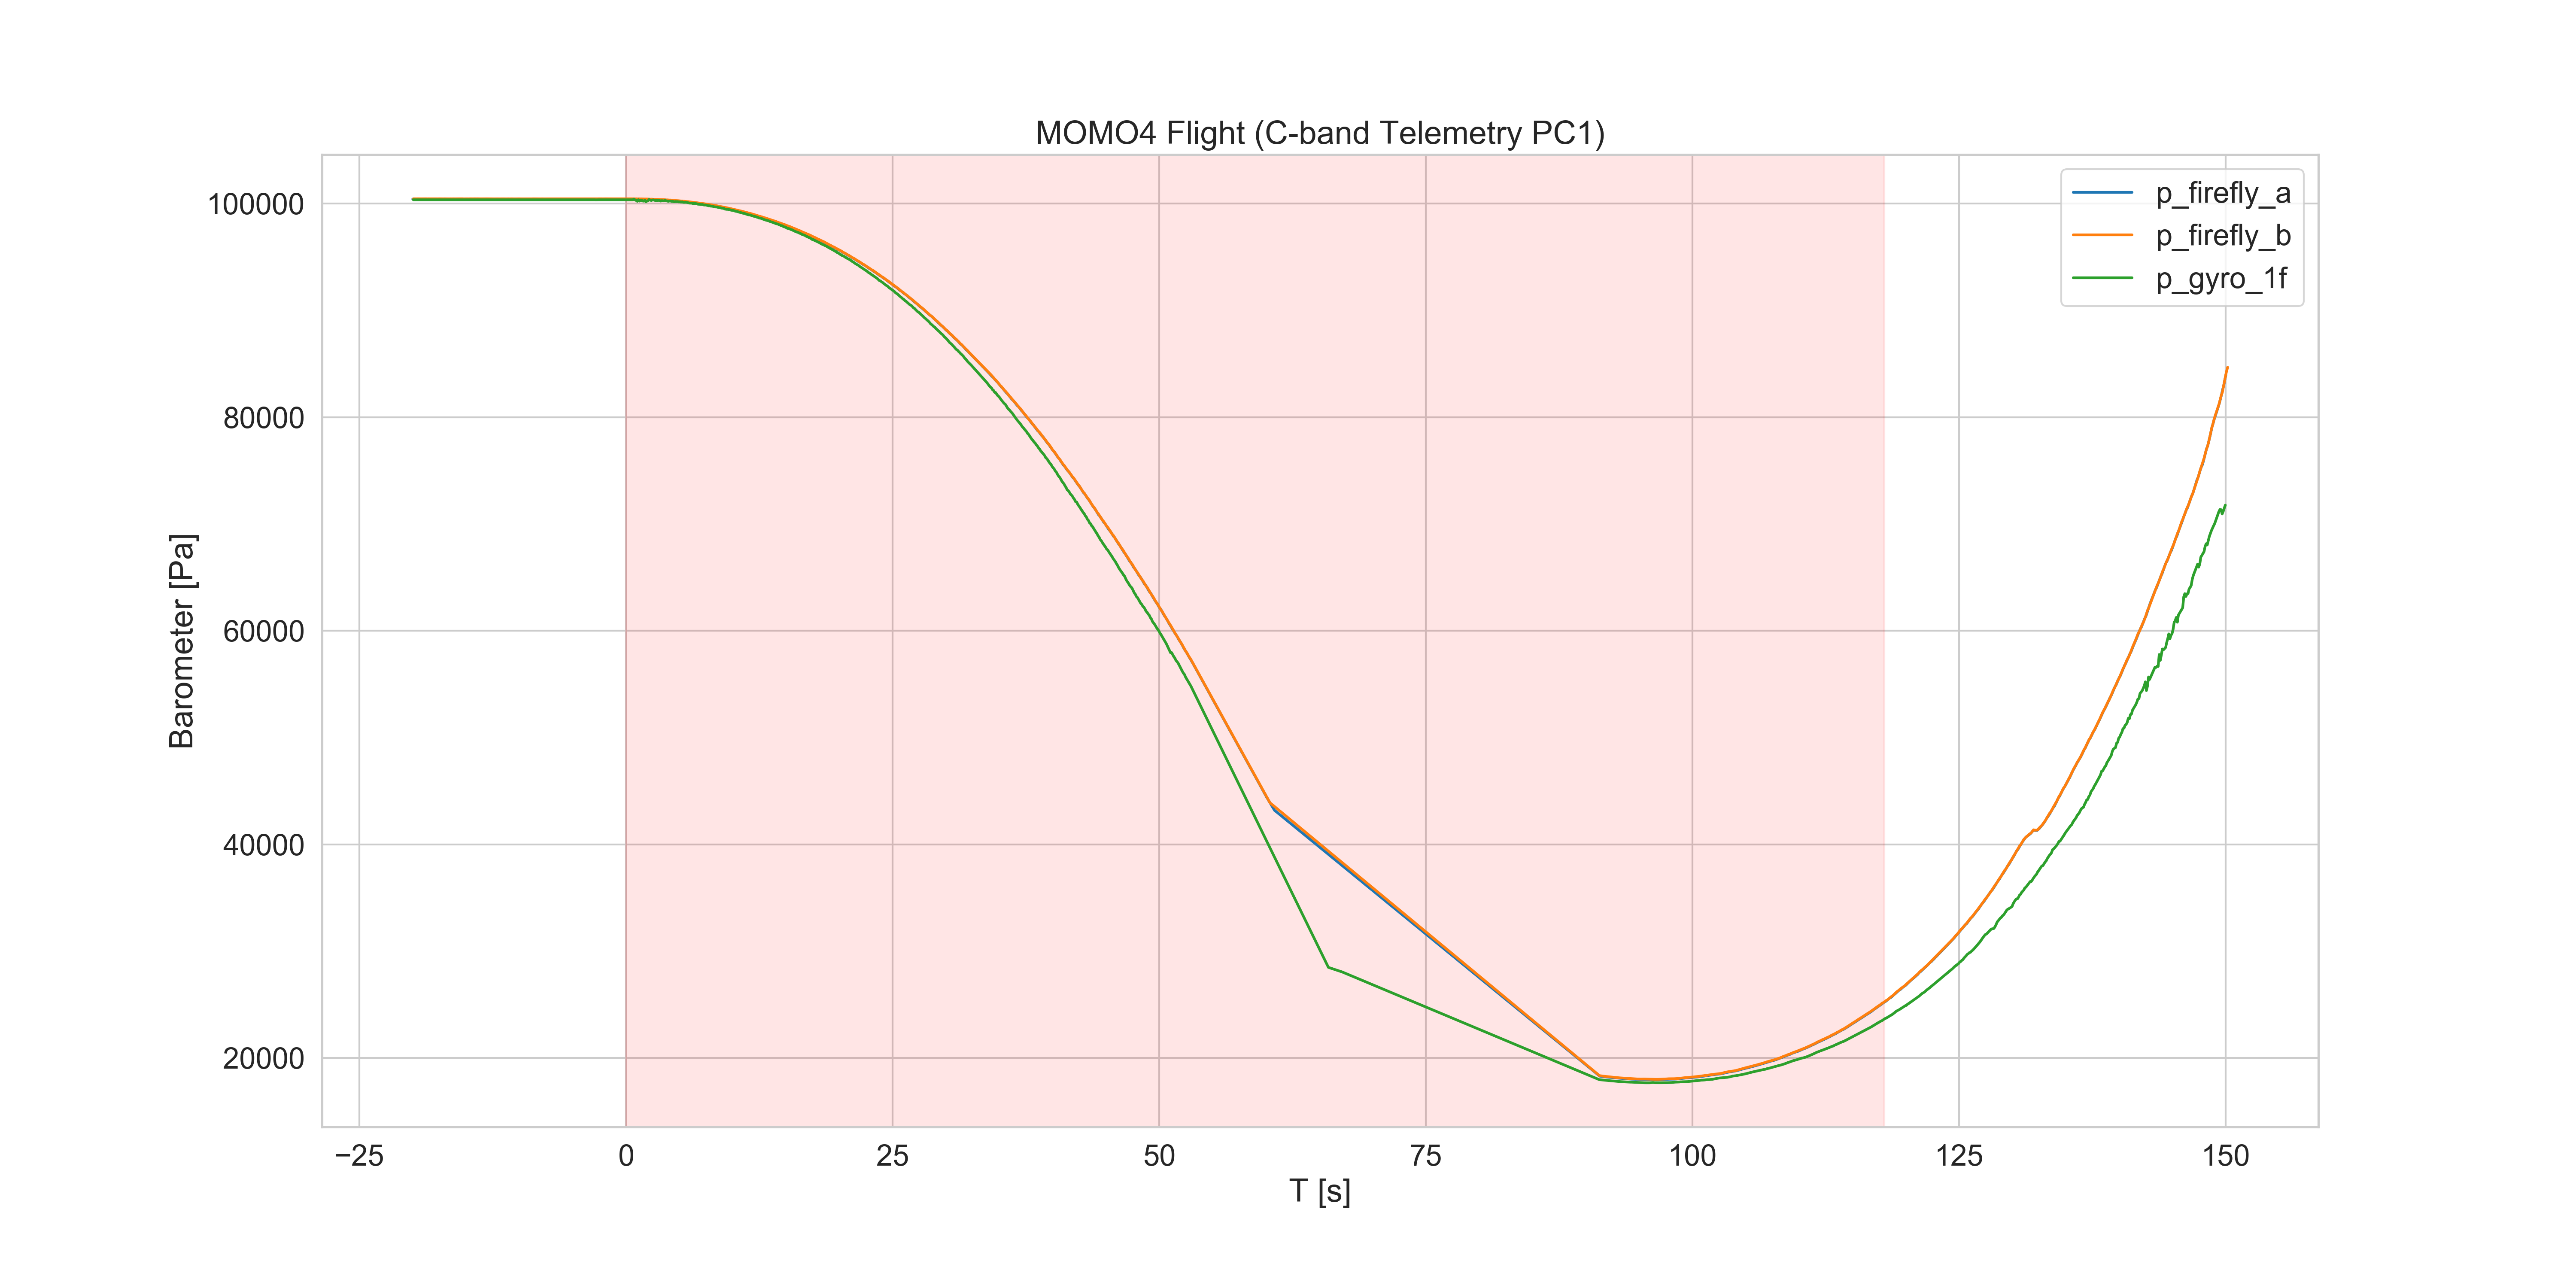 MOMO4 Flight (C-band Telemetry PC1)
p_firefly_a
p_firefly_b
p_gyro_1f
Barometer [Pa]
100000
80000
60000
40000
20000
−25 0 25 50 75 100 125 150
T [s]